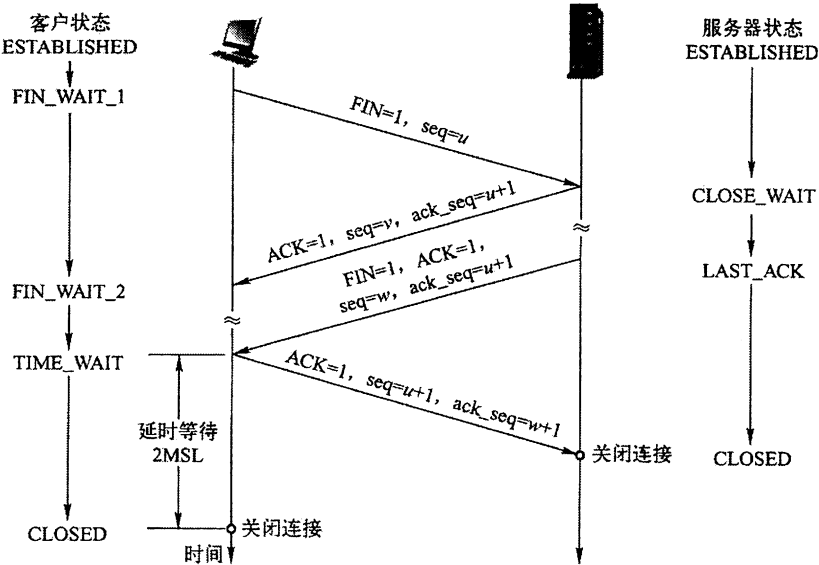 客户状态
ESTABLISHED
FIN_WAIT_1
FIN_WAIT_2
TIME_WAIT
CLOSED
服务器状态
ESTABLISHED
CLOSE_WAIT
LAST_ACK
CLOSED
FIN=1，seq=u
ACK=1，seq=v，ack_seq=u+1
FIN=1，ACK=1，
seq=w，ack_seq=u+1
ACK=1，seq=u+1，ack_seq=w+1
延时等待
2MSL
关闭连接
关闭连接
时间